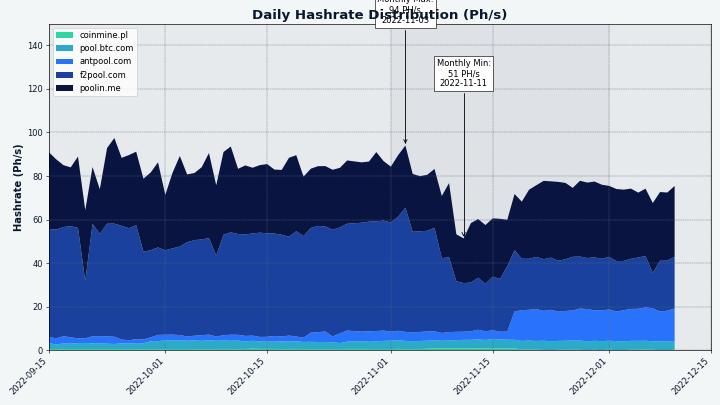 Daily Hashrate Distribution (Ph/s)
Monthly Max:
94 PH/s
2022-11-03
Monthly Min:
51 PH/s
2022-11-11
coinmine.pl
pool.btc.com
antpool.com
f2pool.com
poolin.me
Hashrate (Ph/s)
140
120
100
80
60
40
20
0
2022-09-15
2022-10-01
2022-10-15
2022-11-01
2022-11-15
2022-12-01
2022-12-15